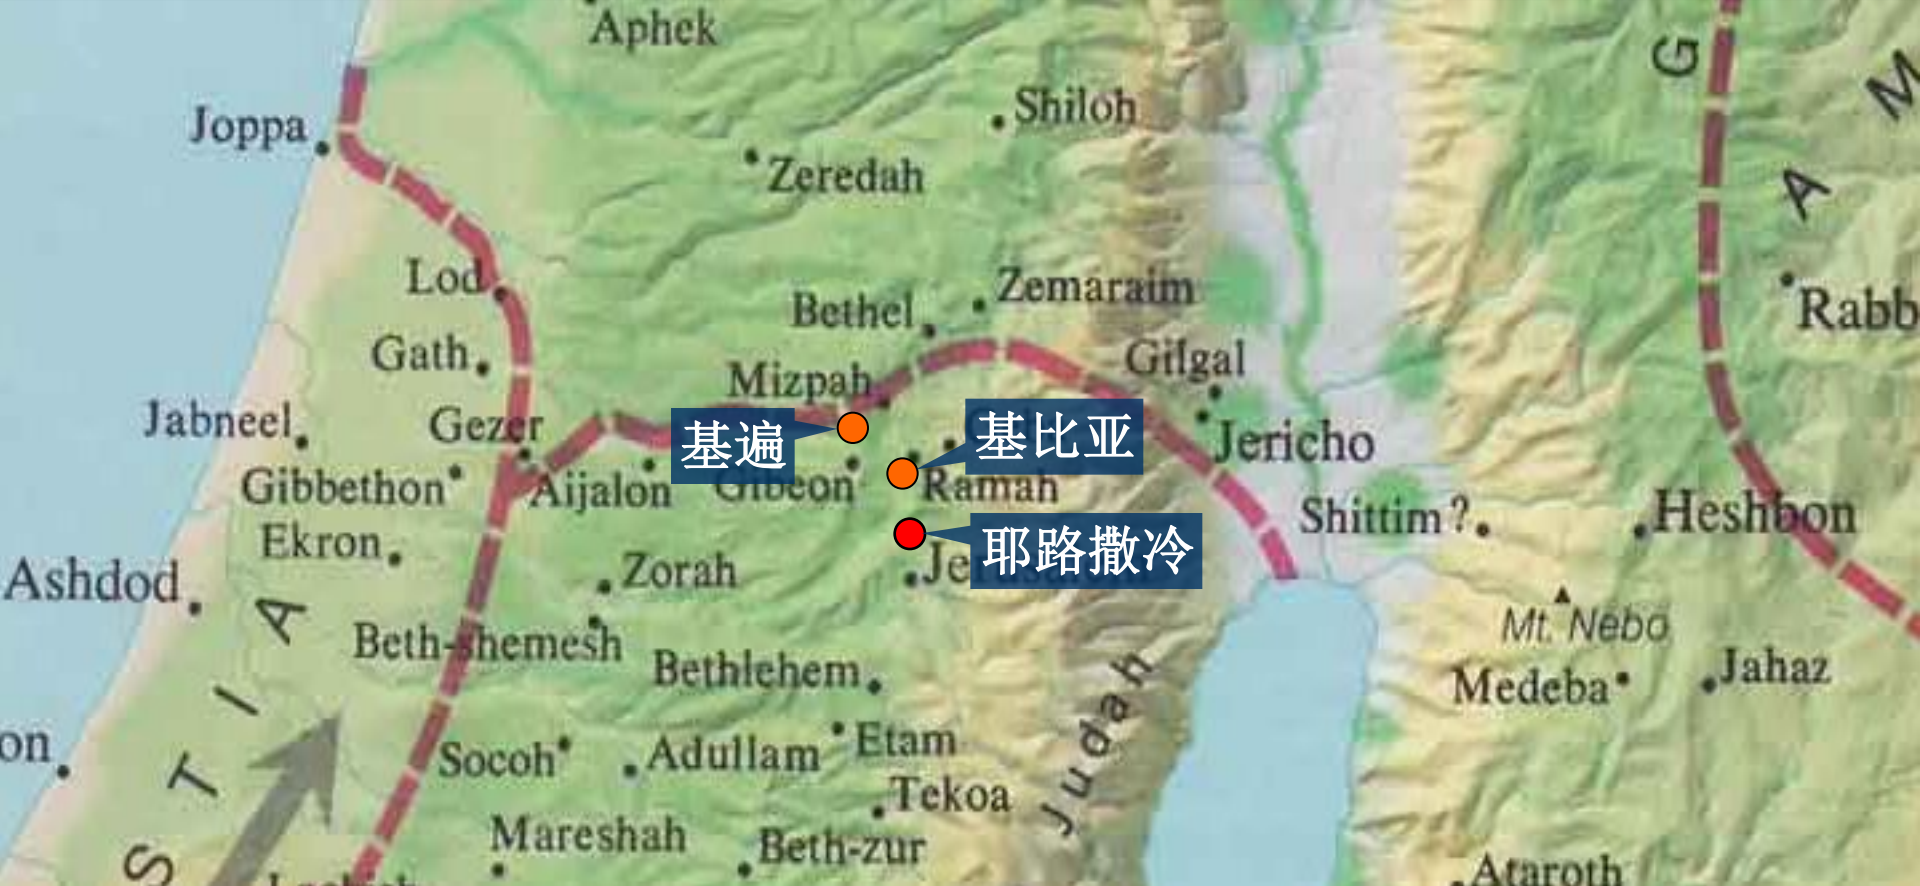 Aphek
G
M
Joppa
Shiloh
Zeredah
A
Lod
Zemaraim
Bethel
Rabb
Gath
Mizpah
Gilgal
Jabneel
Gezer
基遍
基比亚
Jericho
Gibbethon
Aijalon
Gibeon
Ramah
Shittim?
Heshbon
Ekron
耶路撒冷
Ashdod
Zorah
A
Mt. Nebo
Beth-shemesh
Bethlehem
Medeba
Jahaz
I
Judah
on
Socoh
Adullam
Etam
T
Tekoa
Mareshah
Beth-zur
S
Ataroth